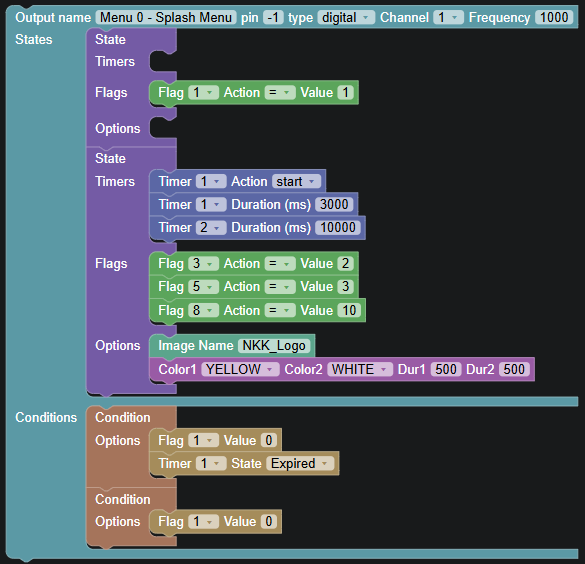 Output name Menu 0 - Splash Menu pin -1 type digital Channel 1 Frequency 1000
States State
Timers
Flags Flag 1 Action = Value 1
Options
State
Timers Timer 1 Action start
Timer 1 Duration (ms) 3000
Timer 2 Duration (ms) 10000
Flags Flag 3 Action = Value 2
Flag 5 Action = Value 3
Flag 8 Action = Value 10
Options Image Name NKK_Logo
Color1 YELLOW Color2 WHITE Dur1 500 Dur2 500
Conditions Condition
Options Flag 1 Value 0
Timer 1 State Expired
Condition
Options Flag 1 Value 0